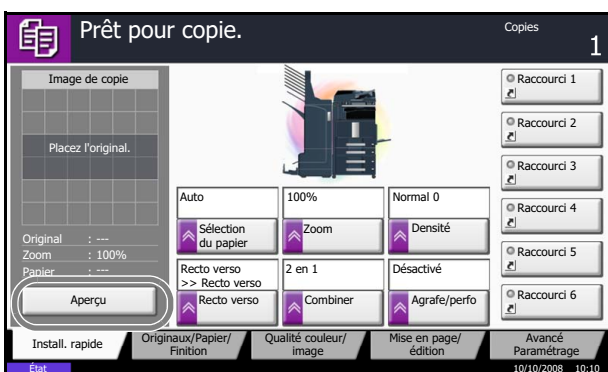 Prêt pour copie.
Copies
1
Image de copie
Placez l'original.
Original : ---
Zoom : 100%
Papier : ---
Aperçu
Auto
Sélection
du papier
100%
Zoom
Normal 0
Densité
Recto verso
>> Recto verso
Recto verso
2 en 1
Combiner
Désactivé
Agrafe/perfo
Raccourci 1
Raccourci 2
Raccourci 3
Raccourci 4
Raccourci 5
Raccourci 6
Install. rapide
Originaux/Papier/
Finition
Qualité couleur/
image
Mise en page/
édition
Avancé
Paramétrage
État
10/10/2008 10:10